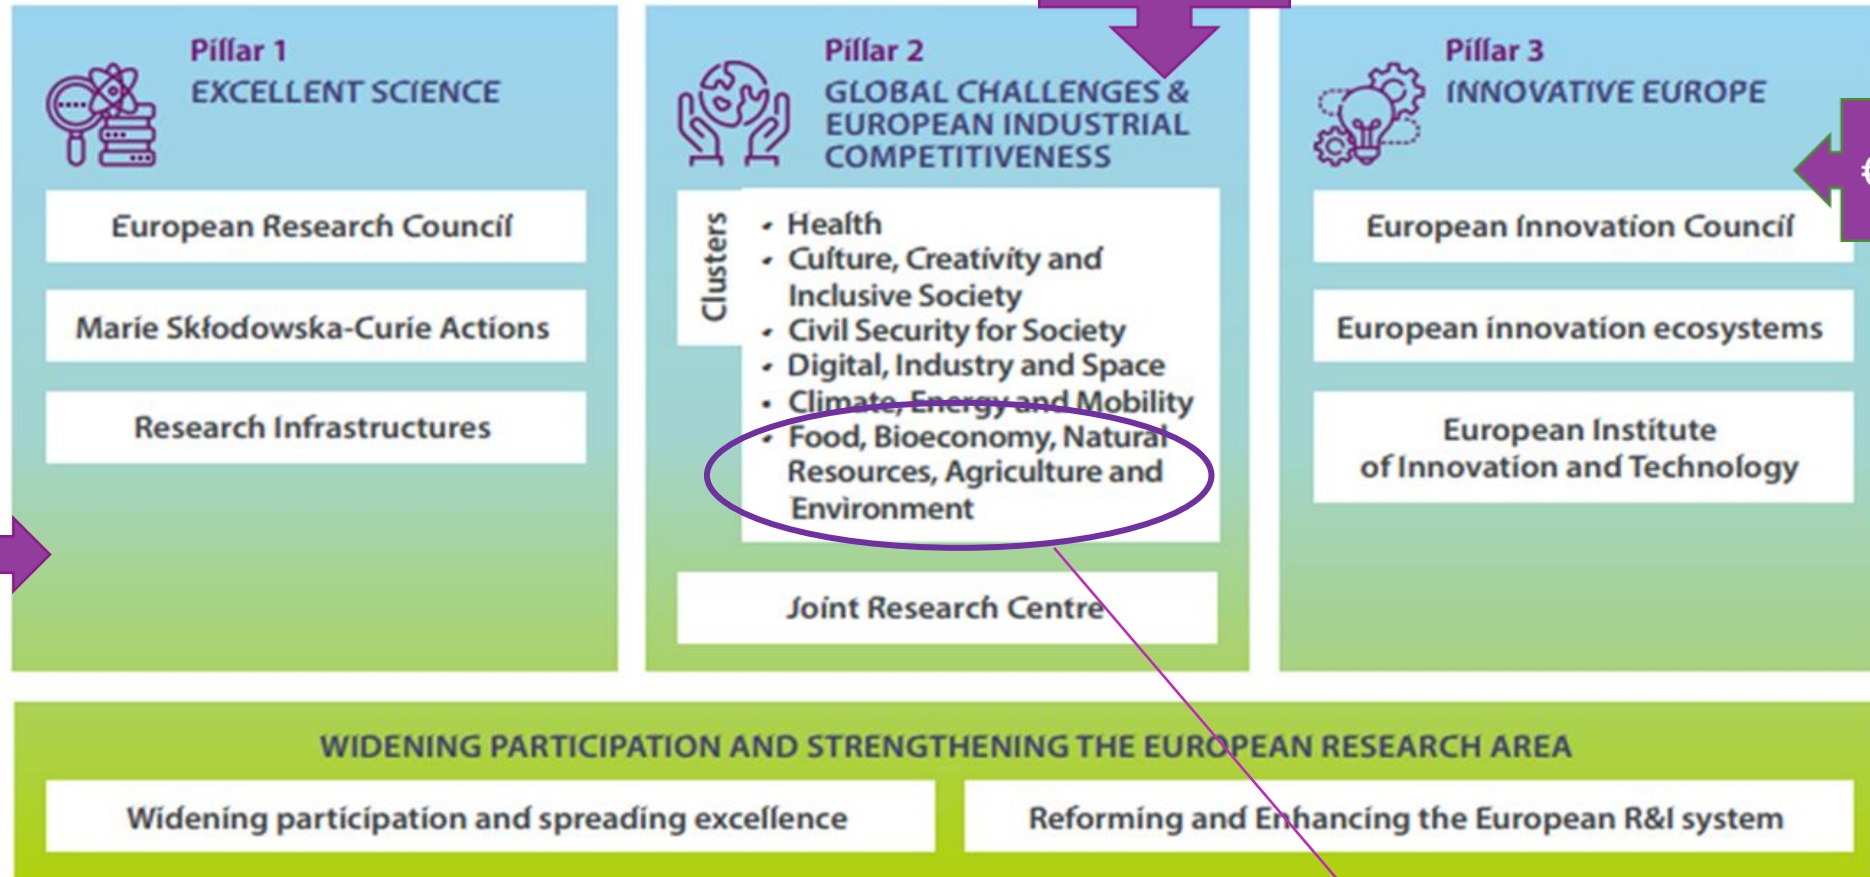 Pillar 1
EXCELLENT SCIENCE
European Research Council
Marie Skłodowska-Curie Actions
Research Infrastructures
Pillar 2
GLOBAL CHALLENGES &
EUROPEAN INDUSTRIAL
COMPETITIVENESS
Clusters
• Health
• Culture, Creativity and
Inclusive Society
• Civil Security for Society
• Digital, Industry and Space
• Climate, Energy and Mobility
• Food, Bioeconomy, Natural
Resources, Agriculture and
Environment
Joint Research Centre
Pillar 3
INNOVATIVE EUROPE
European Innovation Council
European innovation ecosystems
European Institute
of Innovation and Technology
€
WIDENING PARTICIPATION AND STRENGTHENING THE EUROPEAN RESEARCH AREA
Widening participation and spreading excellence
Reforming and Enhancing the European R&I system